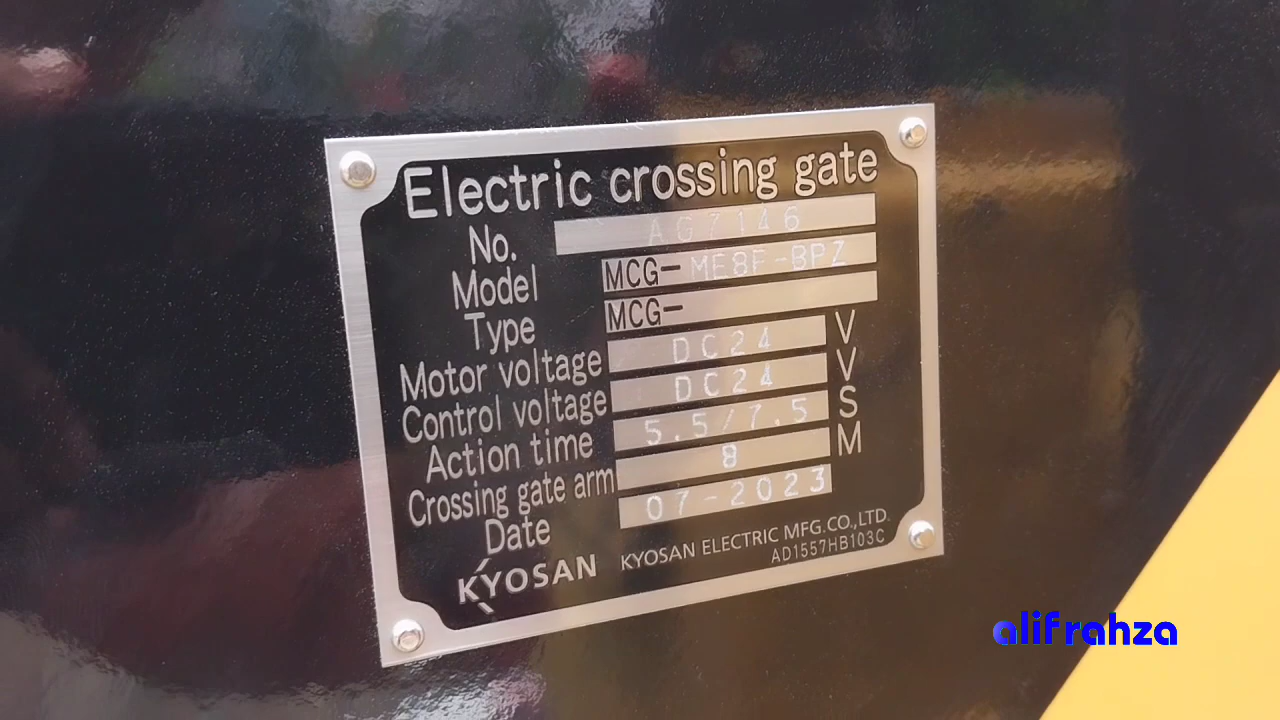 Electric crossing gate
No. AG7146
Model MCG-ME8F-BPZ
Type MCG-
Motor voltage DC24 V
Control voltage DC24 V
Action time 5.5/7.5 S
Crossing gate arm 8 M
Date 07-2023
KYOSAN KYOSAN ELECTRIC MFG.CO.,LTD.
AD1557HB103C
alifrahza